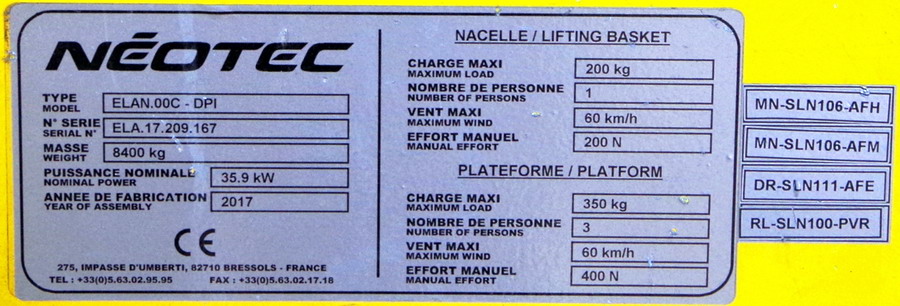 NÉOTEC
TYPE
MODEL
ELAN.00C - DPI
N° SERIE
SERIAL N°
ELA.17.209.167
MASSE
WEIGHT
8400 kg
PUISSANCE NOMINALE
NOMINAL POWER
35.9 kW
ANNEE DE FABRICATION
YEAR OF ASSEMBLY
2017
CE
275, IMPASSE D'UMBERTI, 82710 BRESSOLS - FRANCE
TEL : +33(0)5.63.02.95.95 FAX : +33(0)5.63.02.17.18
NACELLE / LIFTING BASKET
CHARGE MAXI
MAXIMUM LOAD
200 kg
NOMBRE DE PERSONNE
NUMBER OF PERSONS
1
VENT MAXI
MAXIMUM WIND
60 km/h
EFFORT MANUEL
MANUAL EFFORT
200 N
PLATEFORME / PLATFORM
CHARGE MAXI
MAXIMUM LOAD
350 kg
NOMBRE DE PERSONNE
NUMBER OF PERSONS
3
VENT MAXI
MAXIMUM WIND
60 km/h
EFFORT MANUEL
MANUAL EFFORT
400 N
MN-SLN106-AFH
MN-SLN106-AFM
DR-SLN111-AFE
RL-SLN100-PVR